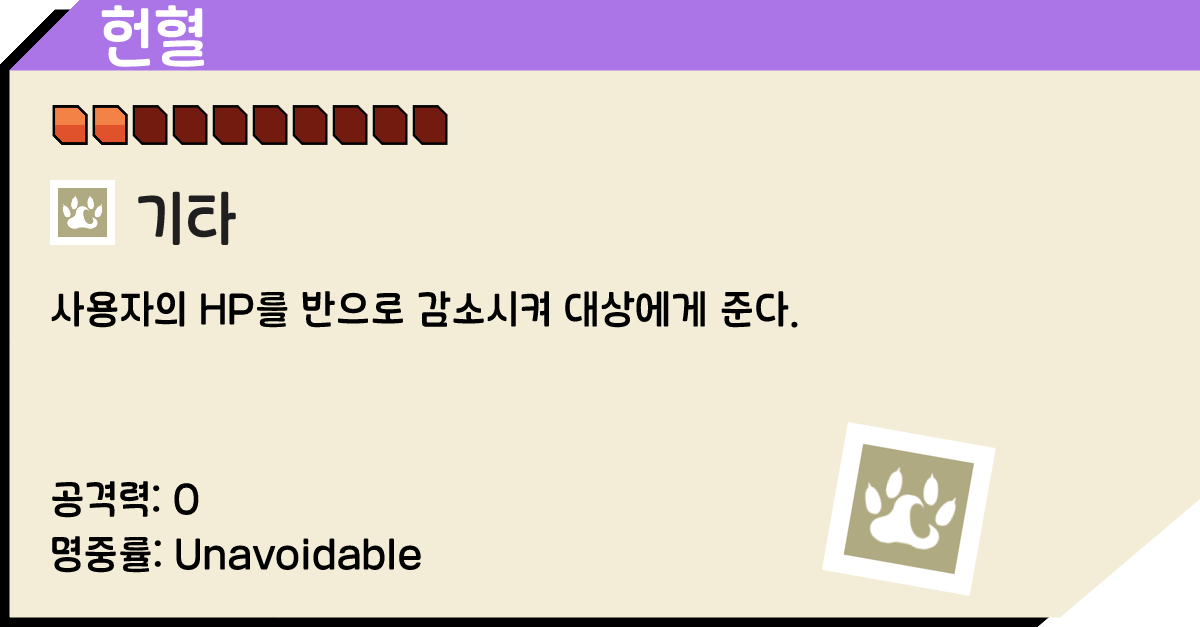 헌혈
기타
사용자의 HP를 반으로 감소시켜 대상에게 준다.
공격력: 0
명중률: Unavoidable